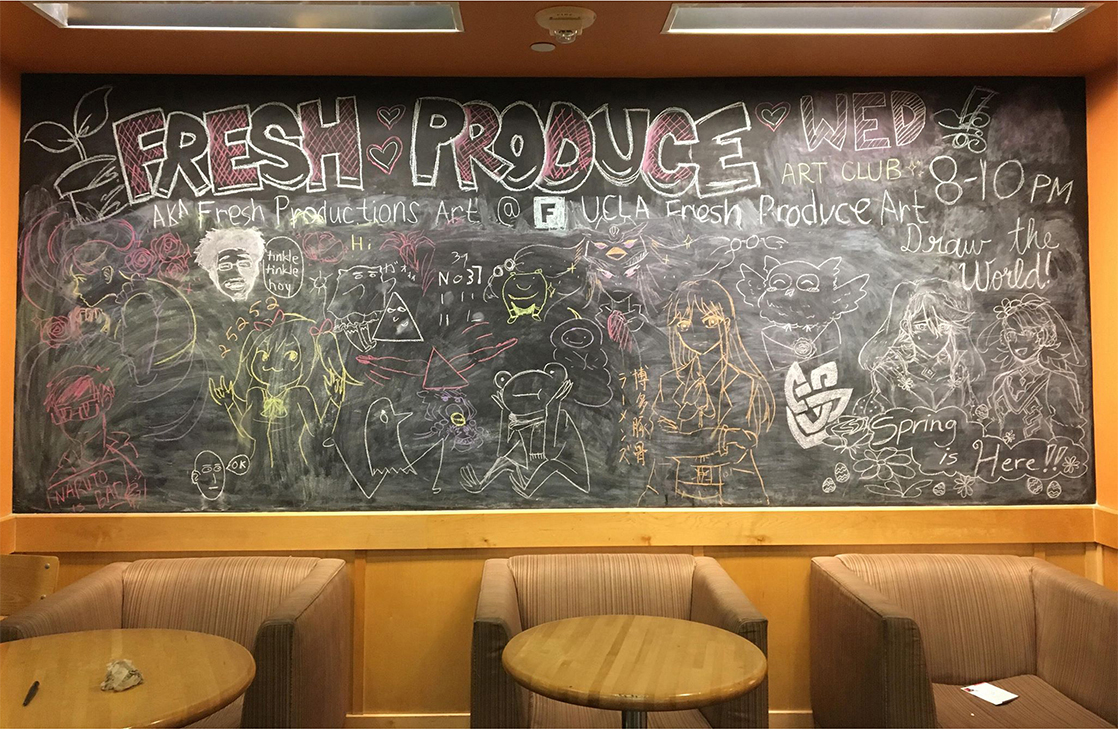 FRESH PRODUCE WED
ART CLUB
8-10 PM
AKA Fresh Productions Art @ F UCLA Fresh Produce Art
Draw the
World!
tinkle
tinkle
hoy
Hi
No 37
25252
博多豚骨
ラーメンズ
OK
NARUTO
Spring
is Here!!